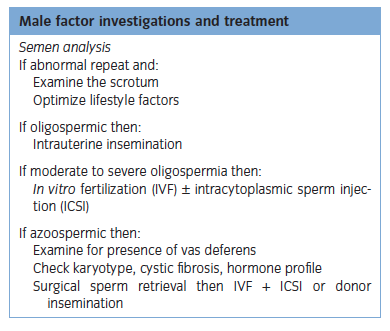 Male factor investigations and treatment
Semen analysis
If abnormal repeat and:
Examine the scrotum
Optimize lifestyle factors
If oligospermic then:
Intrauterine insemination
If moderate to severe oligospermia then:
In vitro fertilization (IVF) ± intracytoplasmic sperm injec-
tion (ICSI)
If azoospermic then:
Examine for presence of vas deferens
Check karyotype, cystic fibrosis, hormone profile
Surgical sperm retrieval then IVF + ICSI or donor
insemination